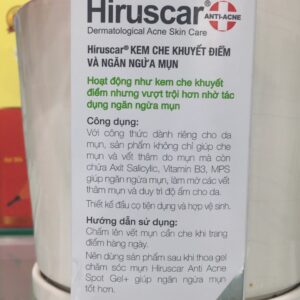 Hiruscar® ANTI-ACNE
Dermatological Acne Skin Care
Hiruscar® KEM CHE KHUYẾT ĐIỂM
VÀ NGĂN NGỪA MỤN
Hoạt động như kem che khuyết
điểm nhưng vượt trội hơn nhờ tác
dụng ngăn ngừa mụn
Công dụng:
Với công thức dành riêng cho da
mụn, sản phẩm không chỉ giúp che
mụn và vết thâm do mụn mà còn
chứa Axit Salicylic, Vitamin B3, MPS
giúp ngăn ngừa mụn, làm mờ các vết
thâm mụn và duy trì độ ẩm cho da.
Thiết kế đầu cọ tiện dụng và hợp vệ sinh.
Hướng dẫn sử dụng:
Chấm lên vết mụn cần che khi trang
điểm hàng ngày.
Nên dùng sản phẩm sau khi thoa gel
chăm sóc mụn Hiruscar Anti Acne
Spot Gel+ giúp ngăn ngừa mụn
tốt hơn.